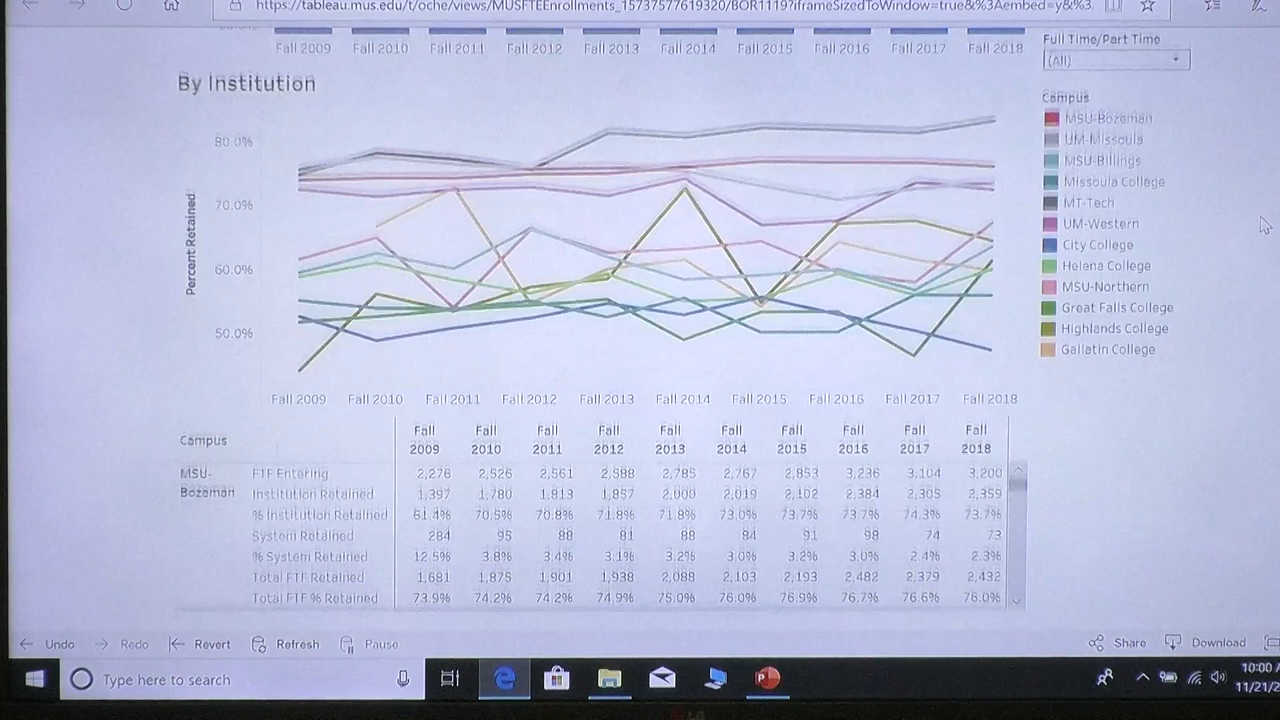 https://tableau.mus.edu/t/oche/views/MUSFTEEnrollments_15737577619320/BOR1119?iframeSizedToWindow=true&%3Aembed=y&%3.
Fall 2009 Fall 2010 Fall 2011 Fall 2012 Fall 2013 Fall 2014 Fall 2015 Fall 2016 Fall 2017 Fall 2018
Full Time/Part Time
(All)
By Institution
Campus
MSU-Bozeman
UM-Missoula
MSU-Billings
Missoula College
MT-Tech
UM-Western
City College
Helena College
MSU-Northern
Great Falls College
Highlands College
Gallatin College
Percent Retained
80.0%
70.0%
60.0%
50.0%
Fall 2009 Fall 2010 Fall 2011 Fall 2012 Fall 2013 Fall 2014 Fall 2015 Fall 2016 Fall 2017 Fall 2018
Campus Fall 2009 Fall 2010 Fall 2011 Fall 2012 Fall 2013 Fall 2014 Fall 2015 Fall 2016 Fall 2017 Fall 2018
MSU-Bozeman
FTF Entering 2,276 2,526 2,561 2,588 2,785 2,767 2,853 3,236 3,104 3,200
Institution Retained 1,397 1,780 1,813 1,857 2,000 2,019 2,102 2,384 2,305 2,359
% Institution Retained 61.4% 70.5% 70.8% 71.8% 71.8% 73.0% 73.7% 73.7% 74.3% 73.7%
System Retained 284 95 88 81 88 84 91 98 74 73
% System Retained 12.5% 3.8% 3.4% 3.1% 3.2% 3.0% 3.2% 3.0% 2.4% 2.3%
Total FTF Retained 1,681 1,875 1,901 1,938 2,088 2,103 2,193 2,482 2,379 2,432
Total FTF % Retained 73.9% 74.2% 74.2% 74.9% 75.0% 76.0% 76.9% 76.7% 76.6% 76.0%
Undo Redo Revert Refresh Pause Share Download
Type here to search
10:00
11/21/2